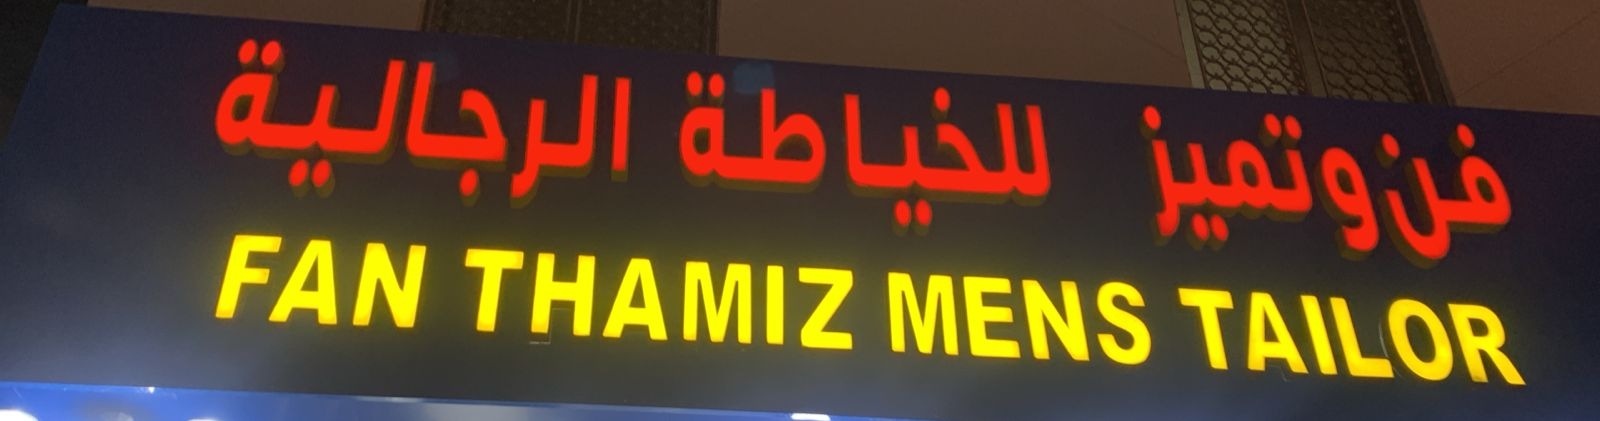 فن وتميز للخياطة الرجالية
FAN THAMIZ MENS TAILOR